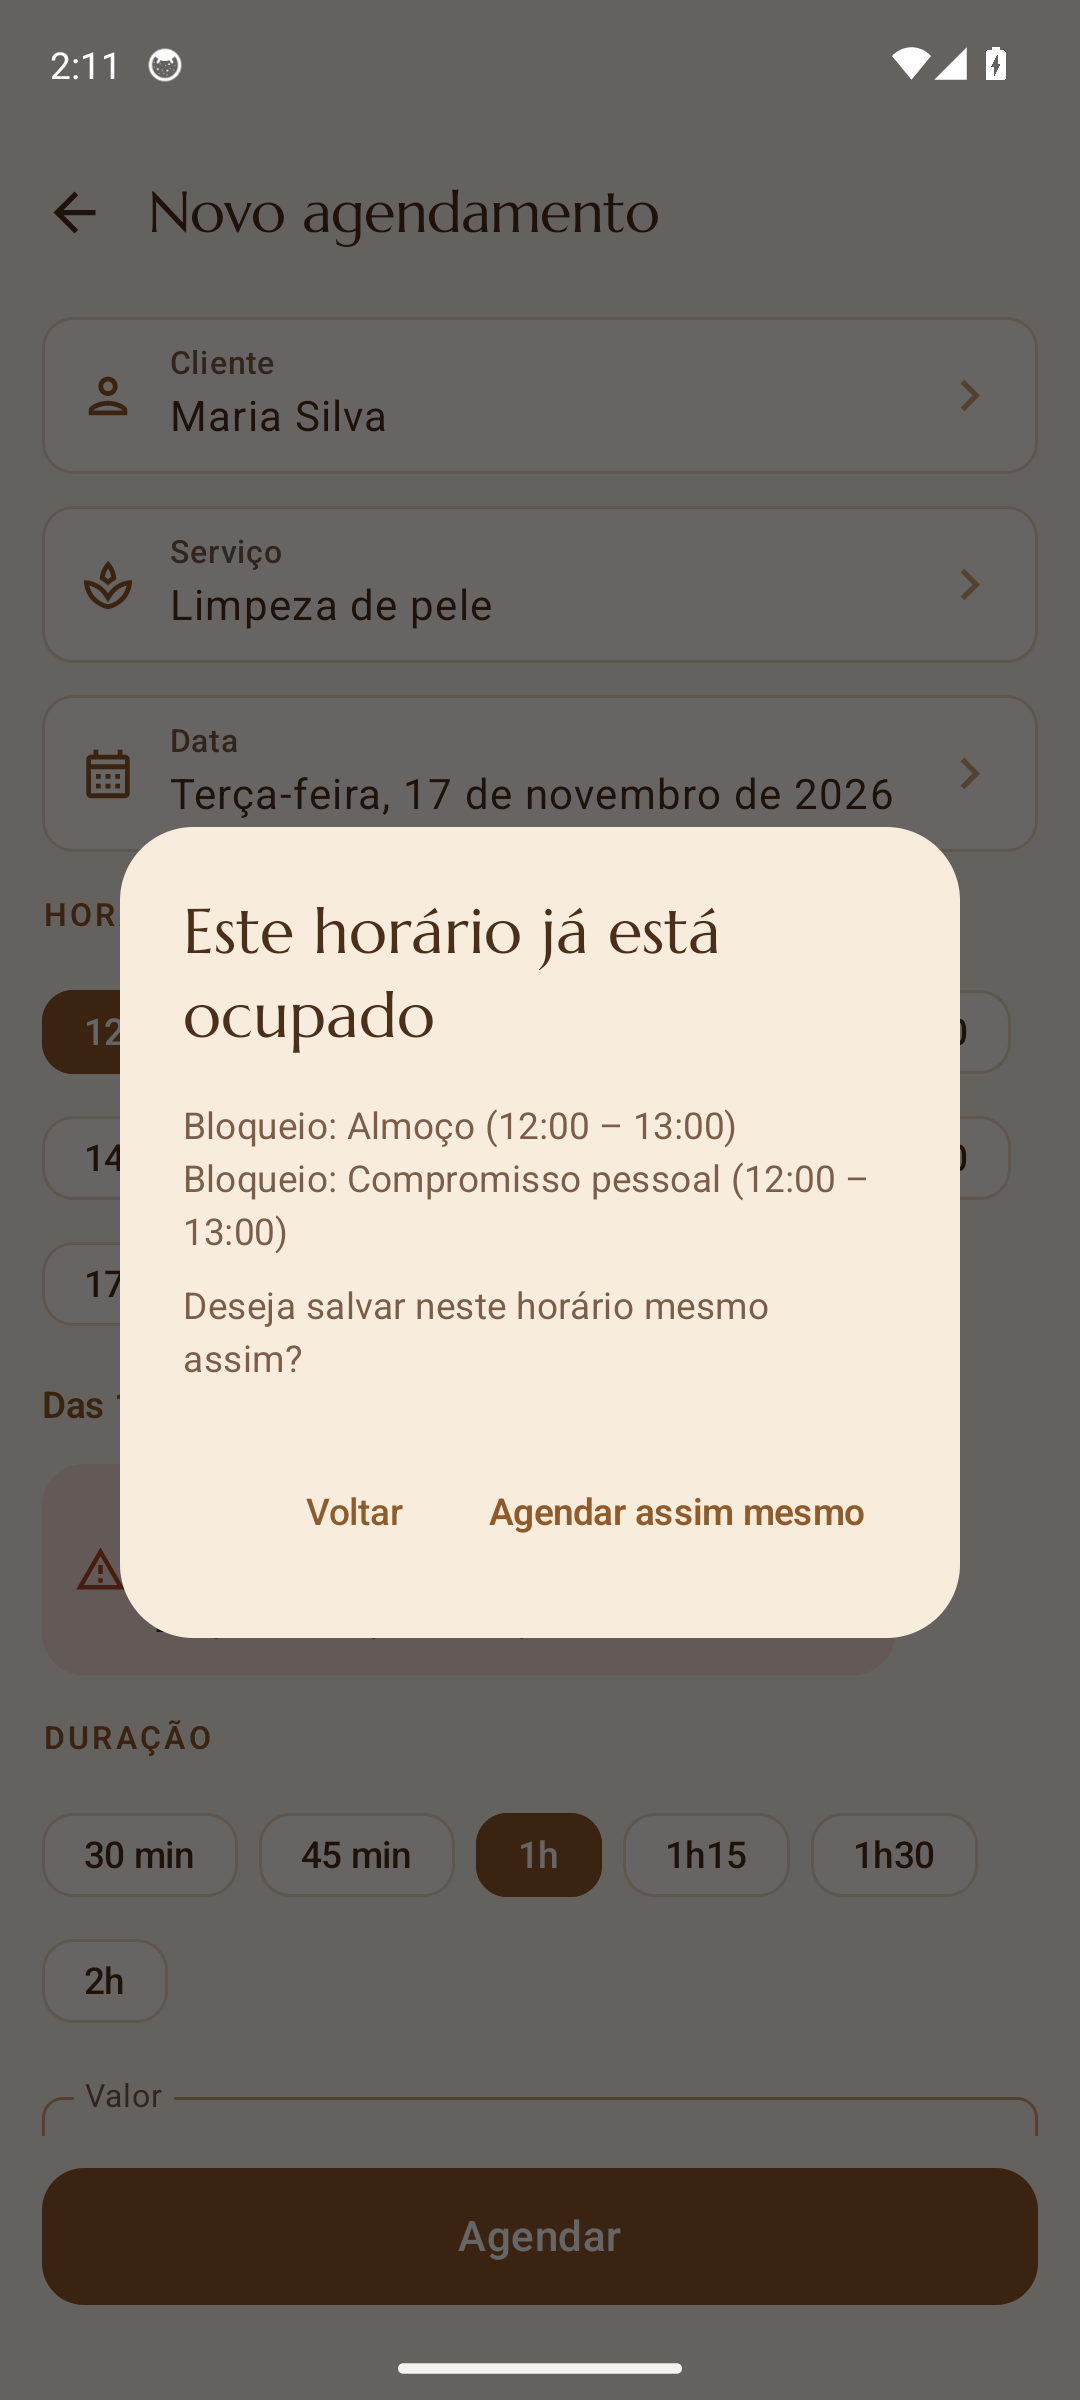 2:11
Novo agendamento
Cliente
Maria Silva
Serviço
Limpeza de pele
Data
Terça-feira, 17 de novembro de 2026
Este horário já está
ocupado
Bloqueio: Almoço (12:00 – 13:00)
Bloqueio: Compromisso pessoal (12:00 –
13:00)
Deseja salvar neste horário mesmo
assim?
Voltar
Agendar assim mesmo
Das
DURAÇÃO
30 min
45 min
1h
1h15
1h30
2h
Valor
Agendar